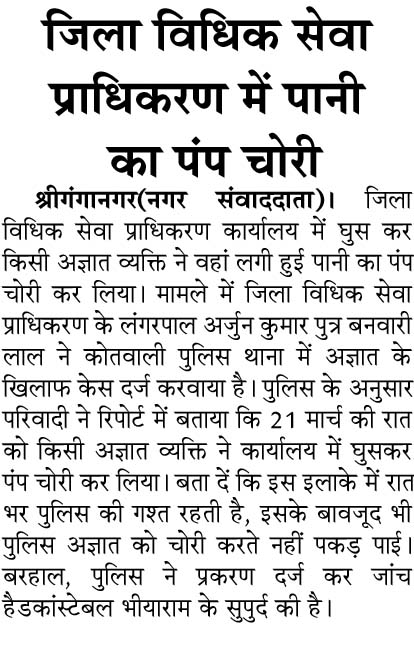 जिला विधिक सेवा
प्राधिकरण में पानी
का पंप चोरी
श्रीगंगानगर(नगर संवाददाता)। जिला
विधिक सेवा प्राधिकरण कार्यालय में घुस कर
किसी अज्ञात व्यक्ति ने वहां लगी हुई पानी का पंप
चोरी कर लिया। मामले में जिला विधिक सेवा
प्राधिकरण के लंगरपाल अर्जुन कुमार पुत्र बनवारी
लाल ने कोतवाली पुलिस थाना में अज्ञात के
खिलाफ केस दर्ज करवाया है। पुलिस के अनुसार
परिवादी ने रिपोर्ट में बताया कि 21 मार्च की रात
को किसी अज्ञात व्यक्ति ने कार्यालय में घुसकर
पंप चोरी कर लिया। बता दें कि इस इलाके में रात
भर पुलिस की गश्त रहती है, इसके बावजूद भी
पुलिस अज्ञात को चोरी करते नहीं पकड़ पाई।
बरहाल, पुलिस ने प्रकरण दर्ज कर जांच
हैडकांस्टेबल भीयाराम के सुपुर्द की है।